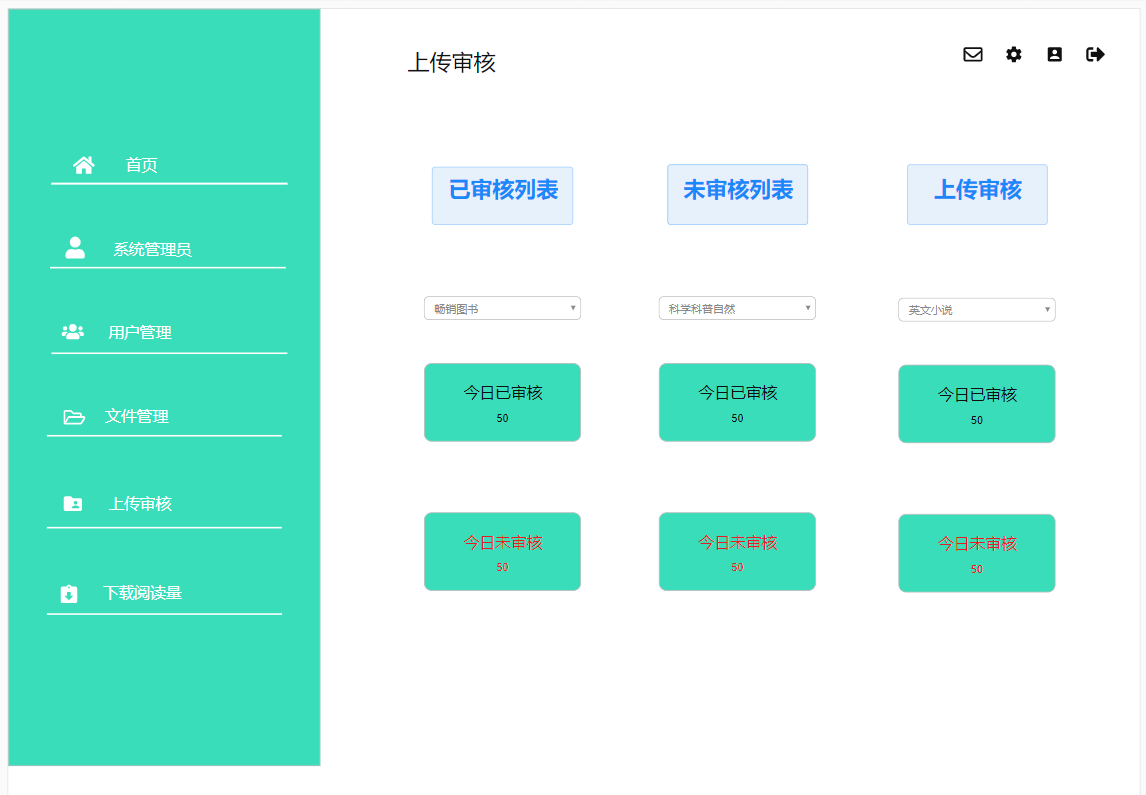 上传审核
首页
系统管理员
用户管理
文件管理
上传审核
下载阅读量
已审核列表
未审核列表
上传审核
畅销图书
科学科普自然
英文小说
今日已审核
50
今日已审核
50
今日已审核
50
今日未审核
50
今日未审核
50
今日未审核
50